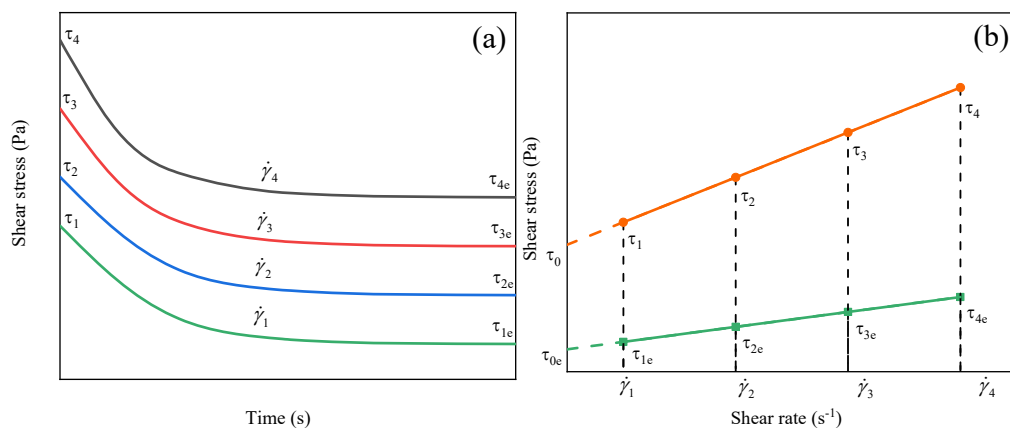 (a)
Shear stress (Pa)
τ4
τ3
τ2
τ1
γ̇4
γ̇3
γ̇2
γ̇1
τ4e
τ3e
τ2e
τ1e
Time (s)
(b)
Shear stress (Pa)
τ0
τ1
τ2
τ3
τ4
τ0e
τ1e
τ2e
τ3e
τ4e
γ̇1 γ̇2 γ̇3 γ̇4
Shear rate (s-1)